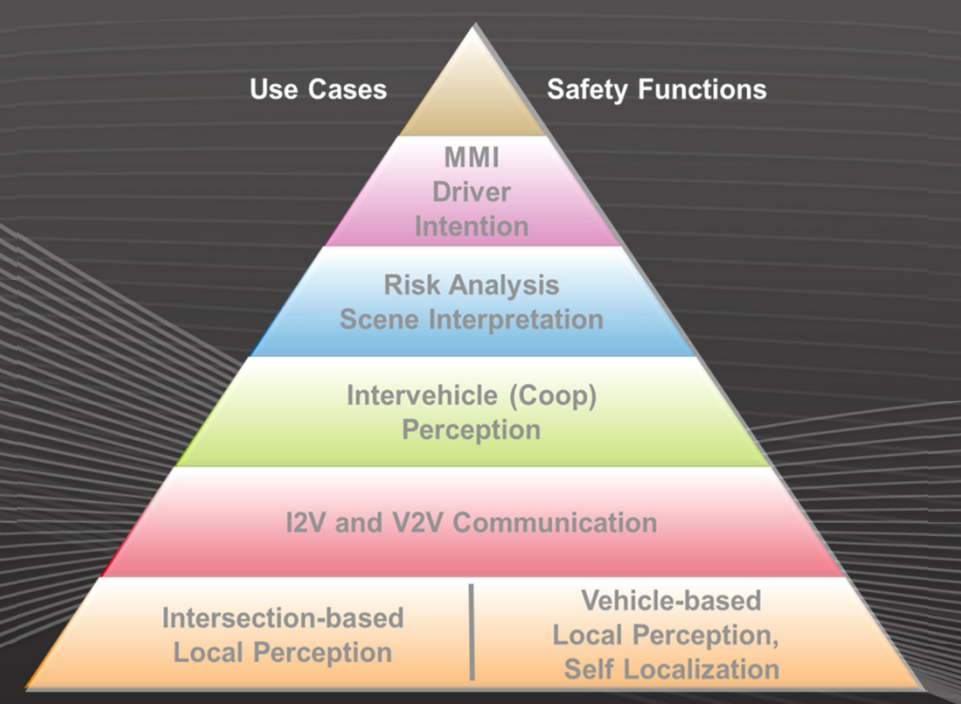 Use Cases
Safety Functions
MMI
Driver
Intention
Risk Analysis
Scene Interpretation
Intervehicle (Coop)
Perception
I2V and V2V Communication
Intersection-based
Local Perception
Vehicle-based
Local Perception,
Self Localization